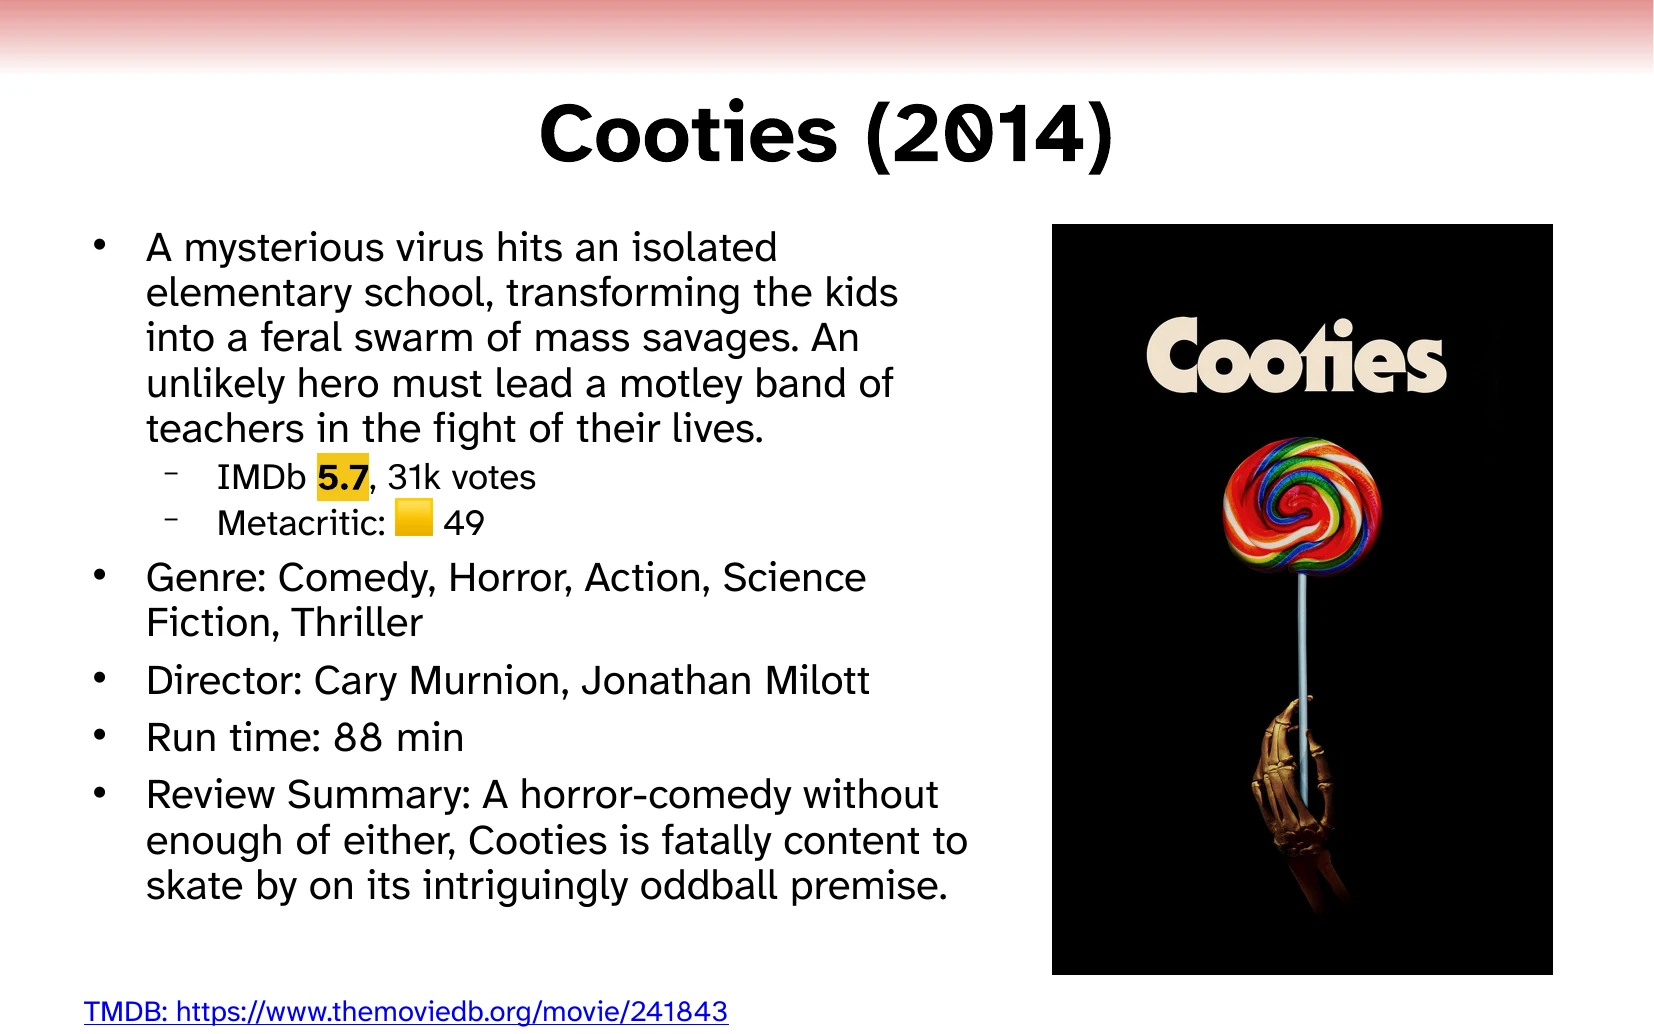 Cooties (2014)
• A mysterious virus hits an isolated
elementary school, transforming the kids
into a feral swarm of mass savages. An
unlikely hero must lead a motley band of
teachers in the fight of their lives.
– IMDb 5.7, 31k votes
– Metacritic: 🟨 49
• Genre: Comedy, Horror, Action, Science
Fiction, Thriller
• Director: Cary Murnion, Jonathan Milott
• Run time: 88 min
• Review Summary: A horror-comedy without
enough of either, Cooties is fatally content to
skate by on its intriguingly oddball premise.
Cooties
TMDB: https://www.themoviedb.org/movie/241843